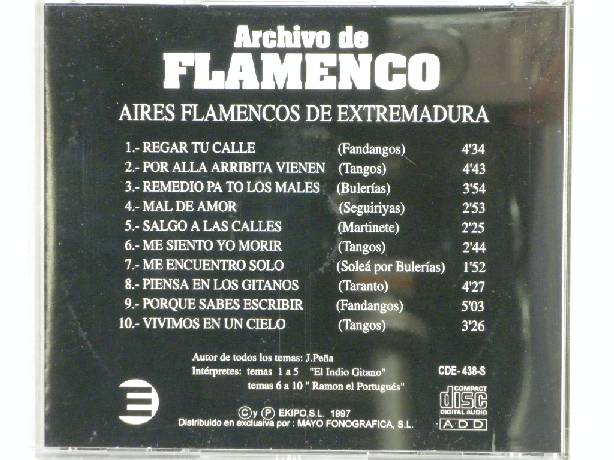 Archivo de
FLAMENCO
AIRES FLAMENCOS DE EXTREMADURA
1.- REGAR TU CALLE (Fandangos) 4'34
2.- POR ALLA ARRIBITA VIENEN (Tangos) 4'43
3.- REMEDIO PA TO LOS MALES (Bulerías) 3'54
4.- MAL DE AMOR (Seguiriyas) 2'53
5.- SALGO A LAS CALLES (Martinete) 2'25
6.- ME SIENTO YO MORIR (Tangos) 2'44
7.- ME ENCUENTRO SOLO (Soleá por Bulerías) 1'52
8.- PIENSA EN LOS GITANOS (Taranto) 4'27
9.- PORQUE SABES ESCRIBIR (Fandangos) 5'03
10.- VIVIMOS EN UN CIELO (Tangos) 3'26
Autor de todos los temas: J.Peña
Intérpretes: temas 1 a 5 "El Indio Gitano"
temas 6 a 10 " Ramon el Portugués"
CDE- 438-S
COMPACT
disc
DIGITAL AUDIO
ADD
© y ℗ EKIPO,S.L. 1997
Distribuido en exclusiva por : MAYO FONOGRAFICA, S.L.